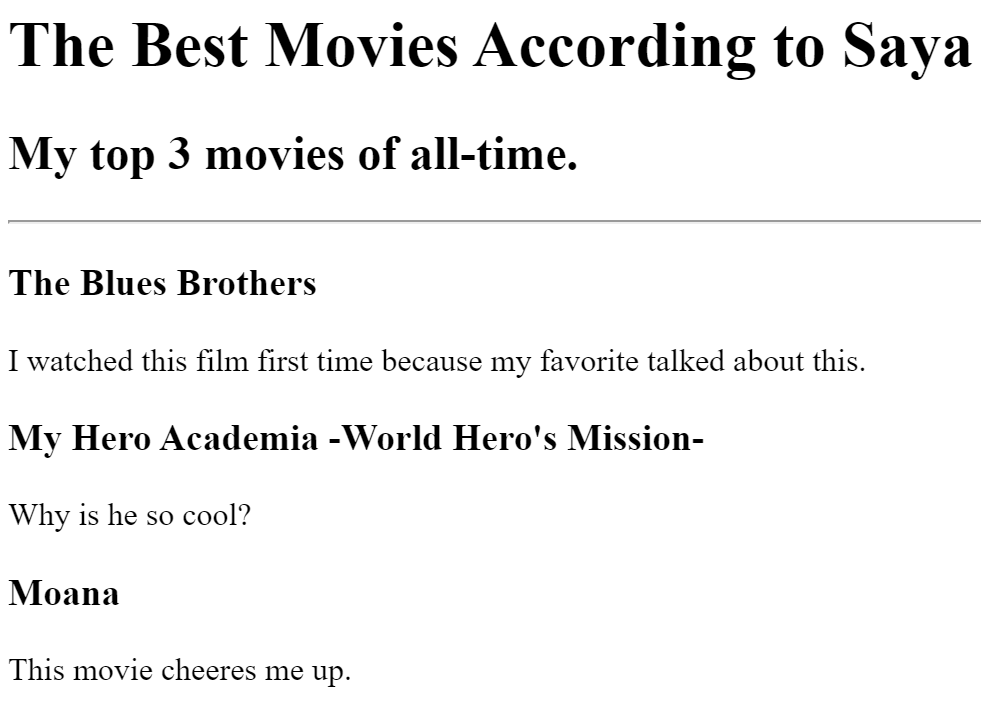 The Best Movies According to Saya
My top 3 movies of all-time.
The Blues Brothers
I watched this film first time because my favorite talked about this.
My Hero Academia -World Hero's Mission-
Why is he so cool?
Moana
This movie cheeres me up.